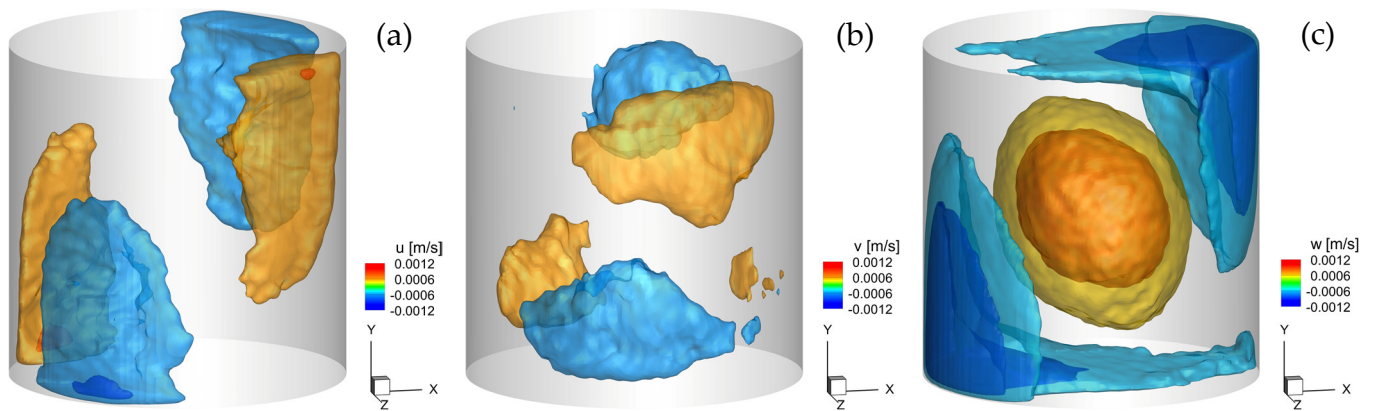 (a)
u [m/s]
0.0012
0.0006
-0.0006
-0.0012
Y
X
Z
(b)
v [m/s]
0.0012
0.0006
-0.0006
-0.0012
Y
X
Z
(c)
w [m/s]
0.0012
0.0006
-0.0006
-0.0012
Y
X
Z